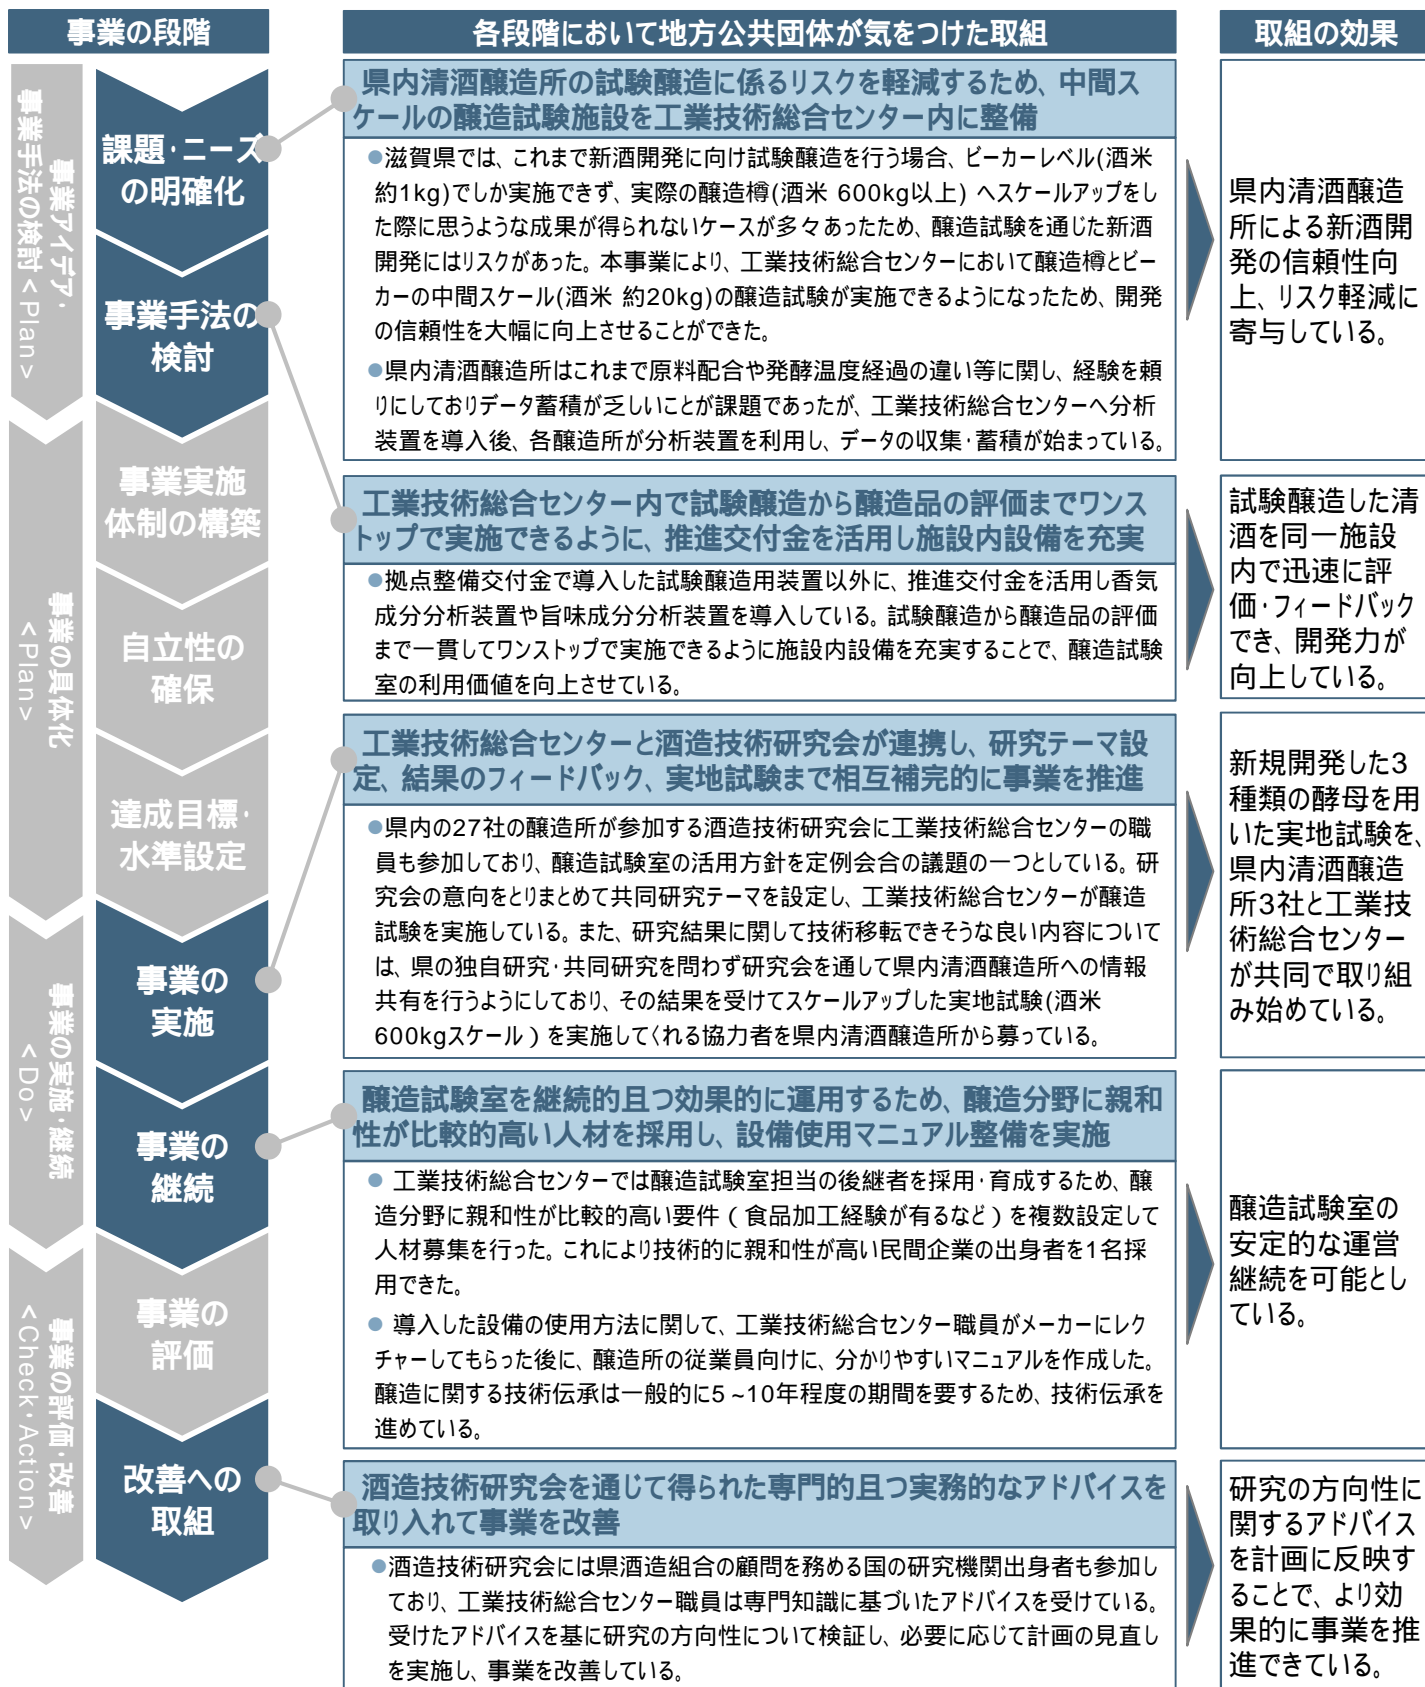 事業の段階
各段階において地方公共団体が気をつけた取組
取組の効果
事業アイデア・
事業手法の検討＜Plan＞
課題・ニーズ
の明確化
事業手法の
検討
事業の具体化
＜Plan＞
事業実施
体制の構築
自立性の
確保
達成目標・
水準設定
事業の実施・継続
＜Do＞
事業の
実施
事業の
継続
事業の評価・改善
＜Check・Action＞
事業の
評価
改善への
取組
県内清酒醸造所の試験醸造に係るリスクを軽減するため、中間ス
ケールの醸造試験施設を工業技術総合センター内に整備
●滋賀県では、これまで新酒開発に向け試験醸造を行う場合、ビーカーレベル(酒米
約1kg)でしか実施できず、実際の醸造樽(酒米 600kg以上) へスケールアップをし
た際に思うような成果が得られないケースが多々あったため、醸造試験を通じた新酒
開発にはリスクがあった。本事業により、工業技術総合センターにおいて醸造樽とビー
カーの中間スケール(酒米 約20kg)の醸造試験が実施できるようになったため、開発
の信頼性を大幅に向上させることができた。
●県内清酒醸造所はこれまで原料配合や発酵温度経過の違い等に関し、経験を頼
りにしておりデータ蓄積が乏しいことが課題であったが、工業技術総合センターへ分析
装置を導入後、各醸造所が分析装置を利用し、データの収集・蓄積が始まっている。
県内清酒醸造
所による新酒開
発の信頼性向
上、リスク軽減に
寄与している。
工業技術総合センター内で試験醸造から醸造品の評価までワンス
トップで実施できるように、推進交付金を活用し施設内設備を充実
●拠点整備交付金で導入した試験醸造用装置以外に、推進交付金を活用し香気
成分分析装置や旨味成分分析装置を導入している。試験醸造から醸造品の評価
まで一貫してワンストップで実施できるように施設内設備を充実することで、醸造試験
室の利用価値を向上させている。
試験醸造した清
酒を同一施設
内で迅速に評
価・フィードバック
でき、開発力が
向上している。
工業技術総合センターと酒造技術研究会が連携し、研究テーマ設
定、結果のフィードバック、実地試験まで相互補完的に事業を推進
●県内の27社の醸造所が参加する酒造技術研究会に工業技術総合センターの職
員も参加しており、醸造試験室の活用方針を定例会合の議題の一つとしている。研
究会の意向をとりまとめて共同研究テーマを設定し、工業技術総合センターが醸造
試験を実施している。また、研究結果に関して技術移転できそうな良い内容について
は、県の独自研究・共同研究を問わず研究会を通して県内清酒醸造所への情報
共有を行うようにしており、その結果を受けてスケールアップした実地試験(酒米
600kgスケール）を実施してくれる協力者を県内清酒醸造所から募っている。
新規開発した3
種類の酵母を用
いた実地試験を、
県内清酒醸造
所3社と工業技
術総合センター
が共同で取り組
み始めている。
醸造試験室を継続的且つ効果的に運用するため、醸造分野に親和
性が比較的高い人材を採用し、設備使用マニュアル整備を実施
● 工業技術総合センターでは醸造試験室担当の後継者を採用・育成するため、醸
造分野に親和性が比較的高い要件（食品加工経験が有るなど）を複数設定して
人材募集を行った。これにより技術的に親和性が高い民間企業の出身者を1名採
用できた。
● 導入した設備の使用方法に関して、工業技術総合センター職員がメーカーにレク
チャーしてもらった後に、醸造所の従業員向けに、分かりやすいマニュアルを作成した。
醸造に関する技術伝承は一般的に5～10年程度の期間を要するため、技術伝承を
進めている。
醸造試験室の
安定的な運営
継続を可能とし
ている。
酒造技術研究会を通じて得られた専門的且つ実務的なアドバイスを
取り入れて事業を改善
●酒造技術研究会には県酒造組合の顧問を務める国の研究機関出身者も参加し
ており、工業技術総合センター職員は専門知識に基づいたアドバイスを受けている。
受けたアドバイスを基に研究の方向性について検証し、必要に応じて計画の見直し
を実施し、事業を改善している。
研究の方向性に
関するアドバイス
を計画に反映す
ることで、より効
果的に事業を推
進できている。